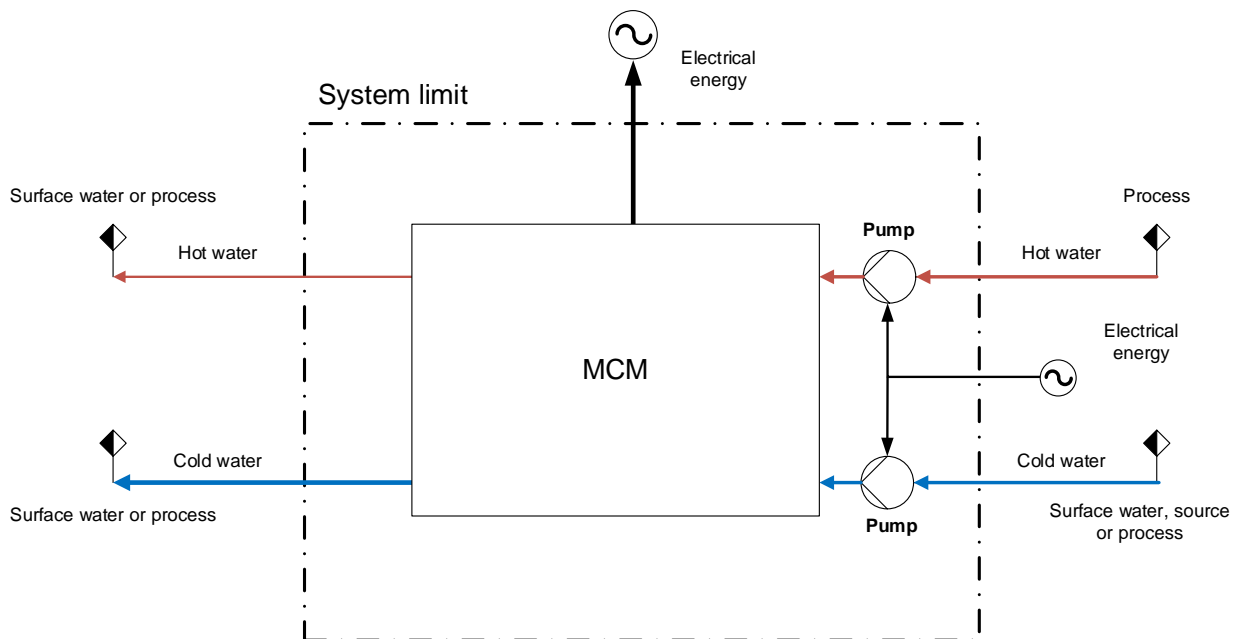 Electrical
energy
System limit
Surface water or process
Process
Hot water
Pump
Hot water
Electrical
energy
MCM
Cold water
Cold water
Surface water or process
Pump
Surface water, source
or process